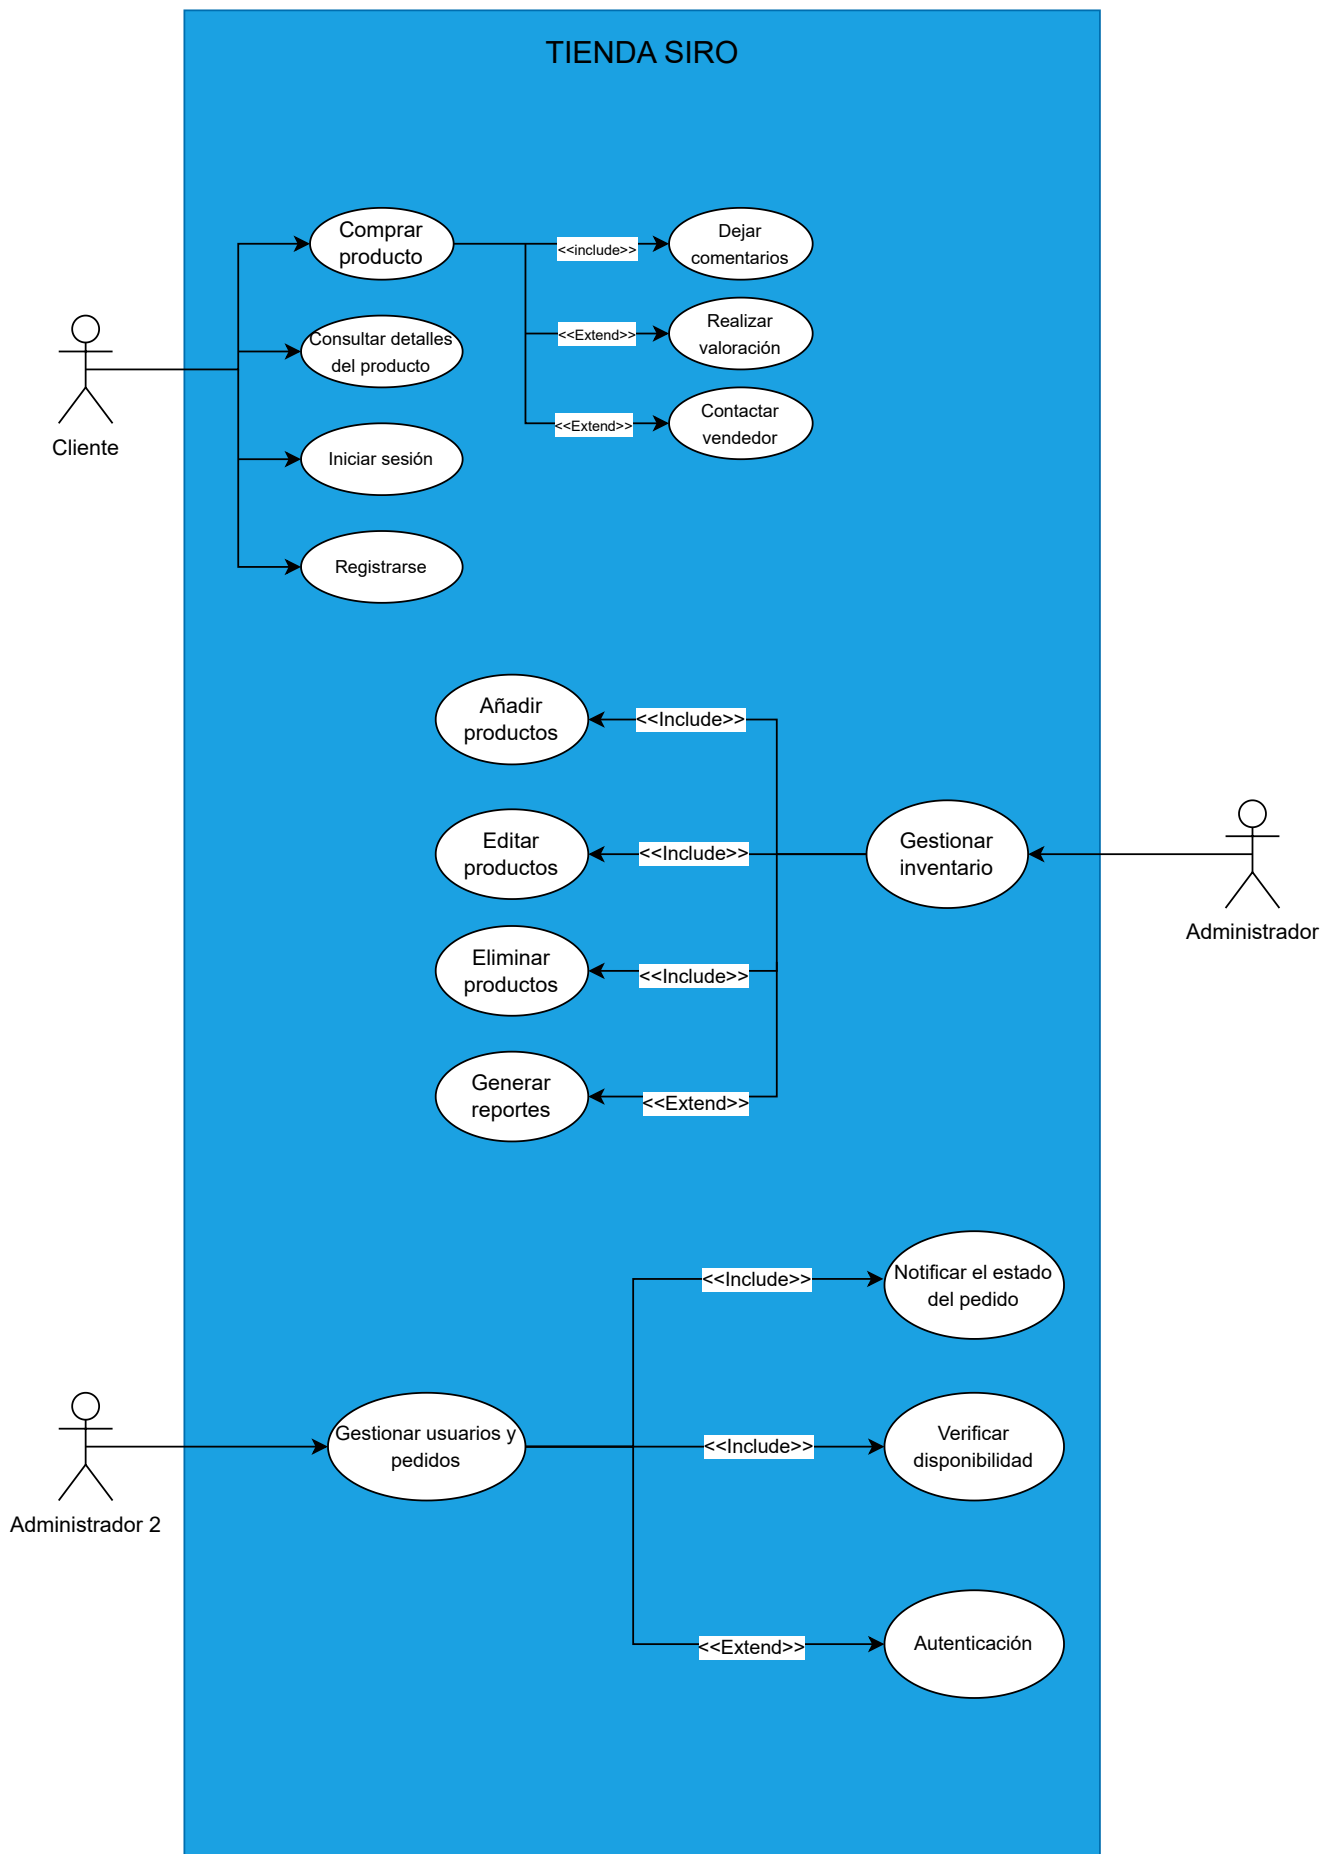 TIENDA SIRO
Comprar
producto
<<include>>
Dejar
comentarios
Consultar detalles
del producto
<<Extend>>
Realizar
valoración
<<Extend>>
Contactar
vendedor
Cliente
Iniciar sesión
Registrarse
Añadir
productos
<<Include>>
Editar
productos
<<Include>>
Gestionar
inventario
Administrador
Eliminar
productos
<<Include>>
Generar
reportes
<<Extend>>
<<Include>>
Notificar el estado
del pedido
Gestionar usuarios y
pedidos
<<Include>>
Verificar
disponibilidad
Administrador 2
<<Extend>>
Autenticación